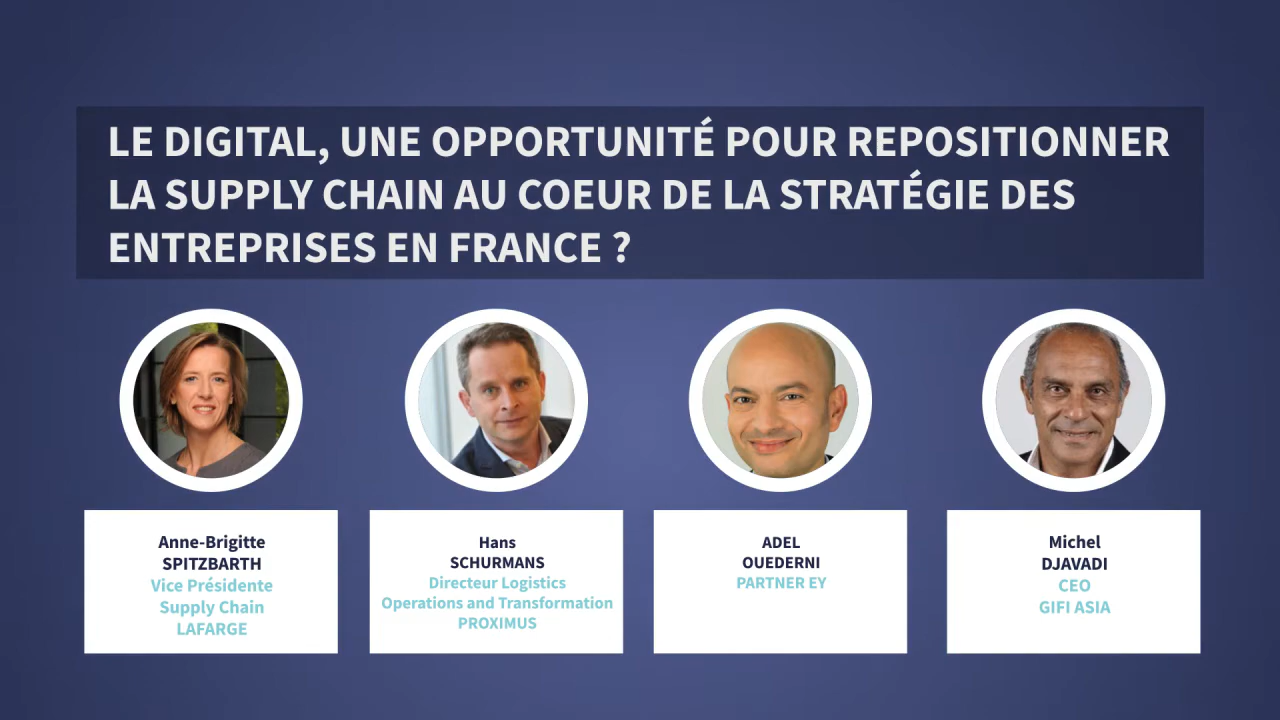 LE DIGITAL, UNE OPPORTUNITÉ POUR REPOSITIONNER
LA SUPPLY CHAIN AU COEUR DE LA STRATÉGIE DES
ENTREPRISES EN FRANCE ?
Anne-Brigitte
SPITZBARTH
Vice Présidente
Supply Chain
LAFARGE
Hans
SCHURMANS
Directeur Logistics
Operations and Transformation
PROXIMUS
ADEL
OUEDERNI
PARTNER EY
Michel
DJAVADI
CEO
GIFI ASIA